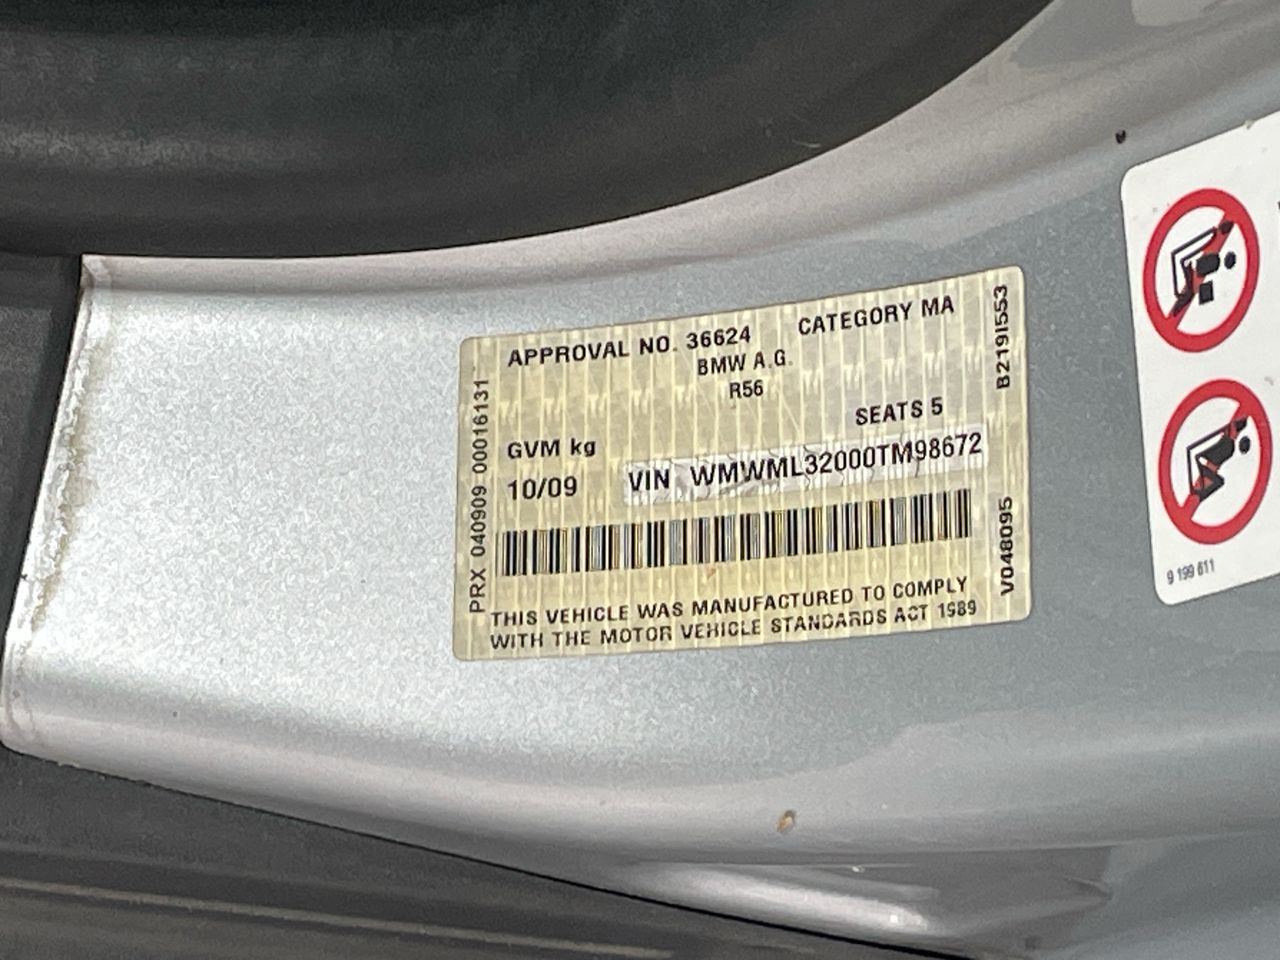 APPROVAL NO. 36624 CATEGORY MA
BMW A.G.
R56
SEATS 5
GVM kg
10/09 VIN WMWML32000TM98672
THIS VEHICLE WAS MANUFACTURED TO COMPLY
WITH THE MOTOR VEHICLE STANDARDS ACT 1989
PRX 040909 00016131
B2191553
V048095
9 199 611